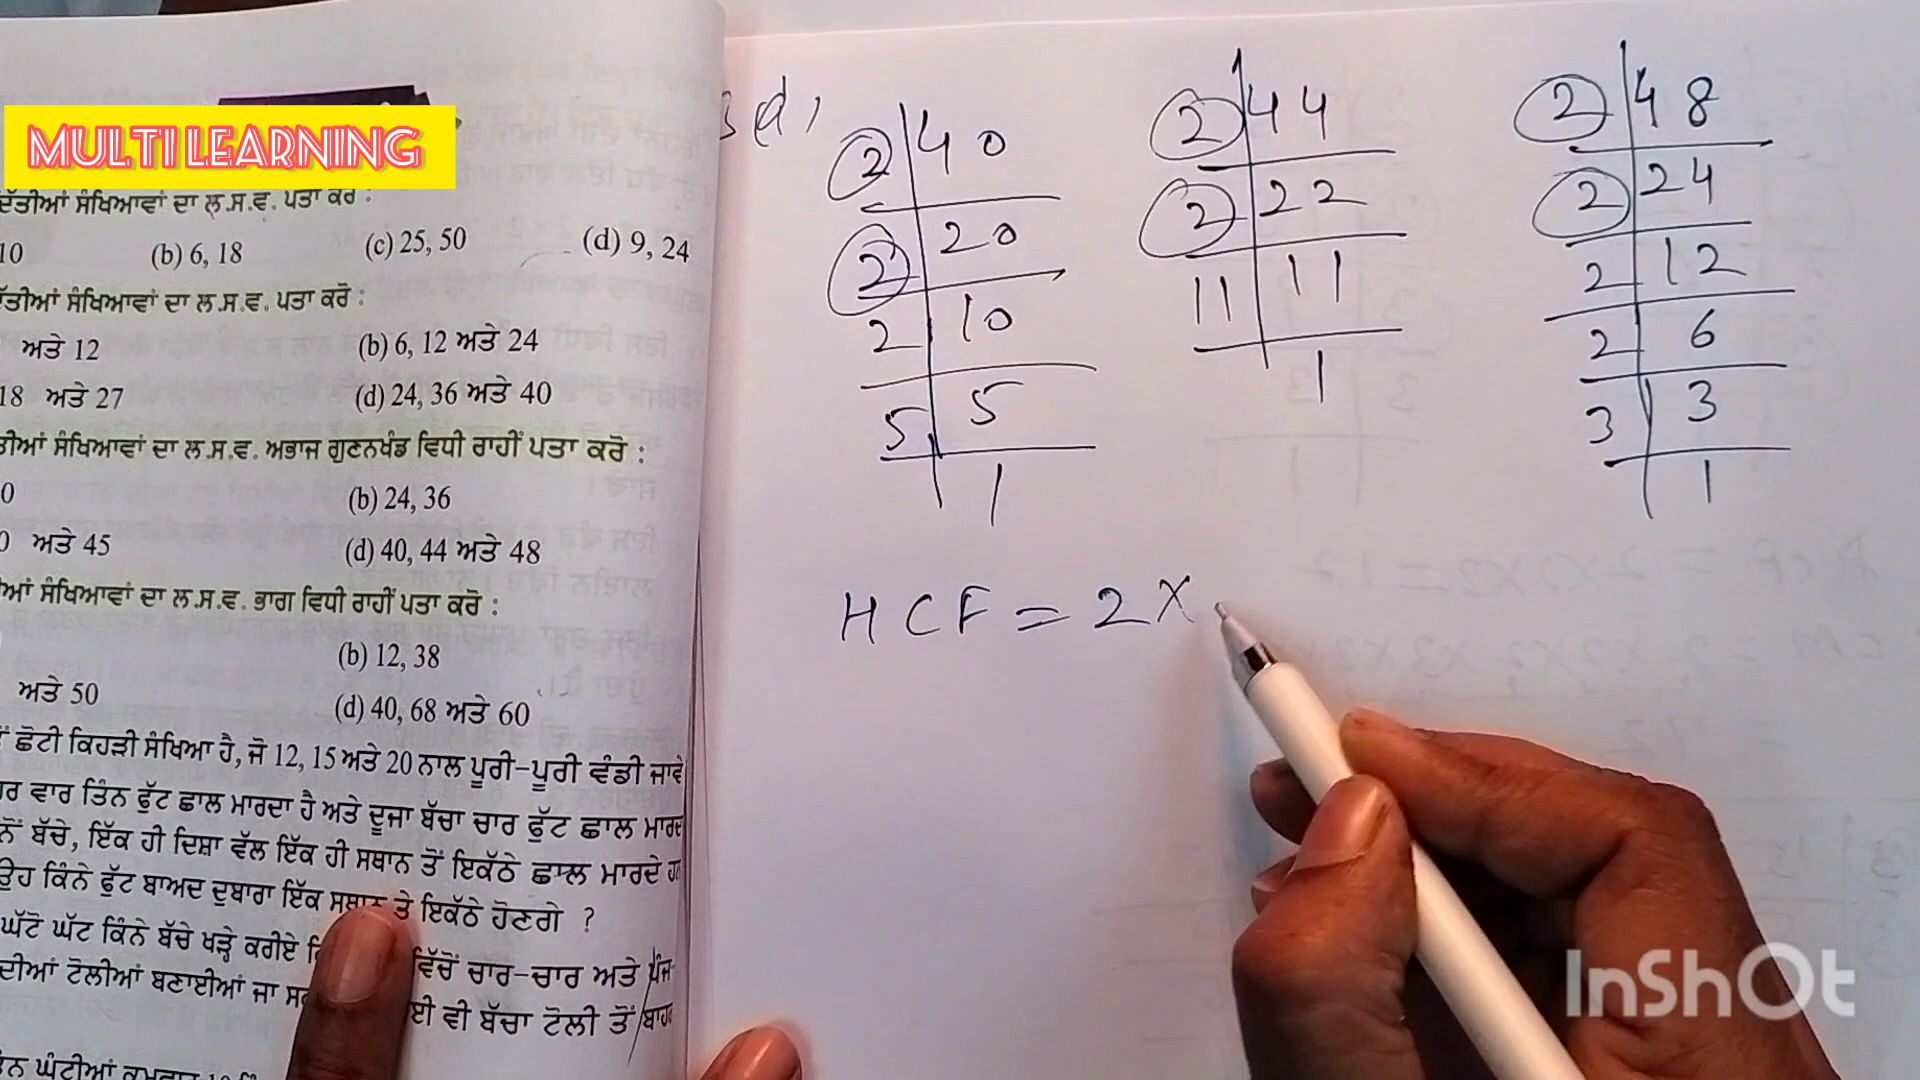 MULTI LEARNING
ਦਿੱਤੀਆਂ ਸੰਖਿਆਵਾਂ ਦਾ ਲ.ਸ.ਵ. ਪਤਾ ਕਰੋ :
10 (b) 6, 18 (c) 25, 50 (d) 9, 24
ਦਿੱਤੀਆਂ ਸੰਖਿਆਵਾਂ ਦਾ ਲ.ਸ.ਵ. ਪਤਾ ਕਰੋ :
ਅਤੇ 12 (b) 6, 12 ਅਤੇ 24
18 ਅਤੇ 27 (d) 24, 36 ਅਤੇ 40
ਸੰਖਿਆਵਾਂ ਦਾ ਲ.ਸ.ਵ. ਅਭਾਜ ਗੁਣਨਖੰਡ ਵਿਧੀ ਰਾਹੀਂ ਪਤਾ ਕਰੋ :
0 (b) 24, 36
0 ਅਤੇ 45 (d) 40, 44 ਅਤੇ 48
ਸੰਖਿਆਵਾਂ ਦਾ ਲ.ਸ.ਵ. ਭਾਗ ਵਿਧੀ ਰਾਹੀਂ ਪਤਾ ਕਰੋ :
(b) 12, 38
ਅਤੇ 50 (d) 40, 68 ਅਤੇ 60
ਛੋਟੀ ਕਿਹੜੀ ਸੰਖਿਆ ਹੈ, ਜੋ 12, 15 ਅਤੇ 20 ਨਾਲ ਪੂਰੀ-ਪੂਰੀ ਵੰਡੀ ਜਾਵੇ
ਵਾਰ ਤਿੰਨ ਫੁੱਟ ਛਾਲ ਮਾਰਦਾ ਹੈ ਅਤੇ ਦੂਜਾ ਬੱਚਾ ਚਾਰ ਫੁੱਟ ਛਾਲ ਮਾਰਦ
ਬੱਚੇ, ਇੱਕ ਹੀ ਦਿਸ਼ਾ ਵੱਲ ਇੱਕ ਹੀ ਸਥਾਨ ਤੋਂ ਇਕੱਠੇ ਛਾਲ ਮਾਰਦੇ ਹ
ਉਹ ਕਿੰਨੇ ਫੁੱਟ ਬਾਅਦ ਦੁਬਾਰਾ ਇੱਕ ਸਥਾਨ ਤੇ ਇਕੱਠੇ ਹੋਣਗੇ ?
ਘੱਟੋ ਘੱਟ ਕਿੰਨੇ ਬੱਚੇ ਖੜ੍ਹੇ ਕਰੀਏ ਵਿੱਚੋਂ ਚਾਰ-ਚਾਰ ਅਤੇ ਪੰਜ-
ਦੀਆਂ ਟੋਲੀਆਂ ਬਣਾਈਆਂ ਜਾ ਸਕ ਈ ਵੀ ਬੱਚਾ ਟੋਲੀ ਤੋਂ ਬਾਹਰ
3(d)
2 40 2 44 2 48
2 20 2 22 2 24
2 10 11 11 2 12
5 5 1 2 6
1 3 3
1
HCF = 2 ×
InShOt